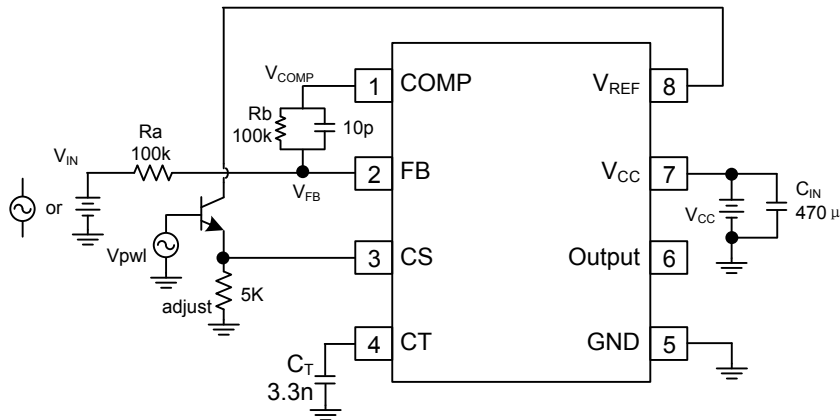 V_COMP
1 COMP
V_REF 8
Rb
100k
10p
Ra
100k
V_IN
or
2 FB
V_FB
V_CC 7
V_CC
C_IN
470 μ
Vpwl
3 CS
Output 6
5K
adjust
4 CT
GND 5
C_T
3.3n